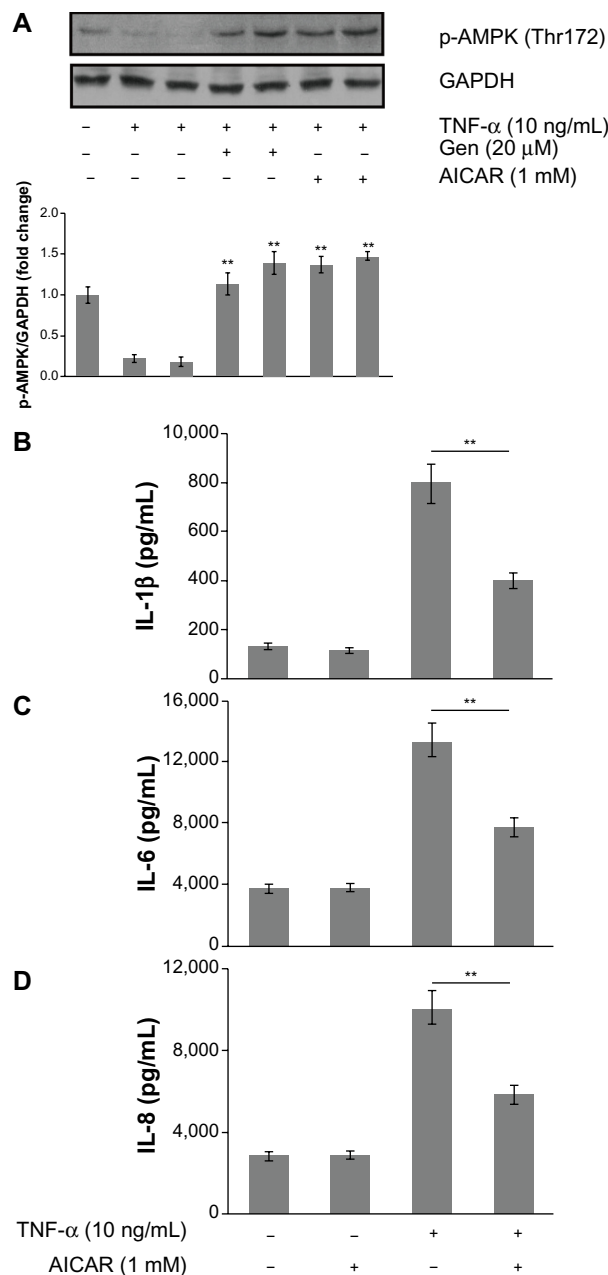 A
p-AMPK (Thr172)
GAPDH
– + + + + + + TNF-α (10 ng/mL)
– – – + + – – Gen (20 μM)
– – – – – + + AICAR (1 mM)
p-AMPK/GAPDH (fold change)
2.0
1.5
1.0
0.5
0.0
** ** ** **
B
IL-1β (pg/mL)
10,000
800
600
400
200
0
**
C
IL-6 (pg/mL)
16,000
12,000
8,000
4,000
0
**
D
IL-8 (pg/mL)
12,000
8,000
4,000
0
**
TNF-α (10 ng/mL) – – + +
AICAR (1 mM) – + – +